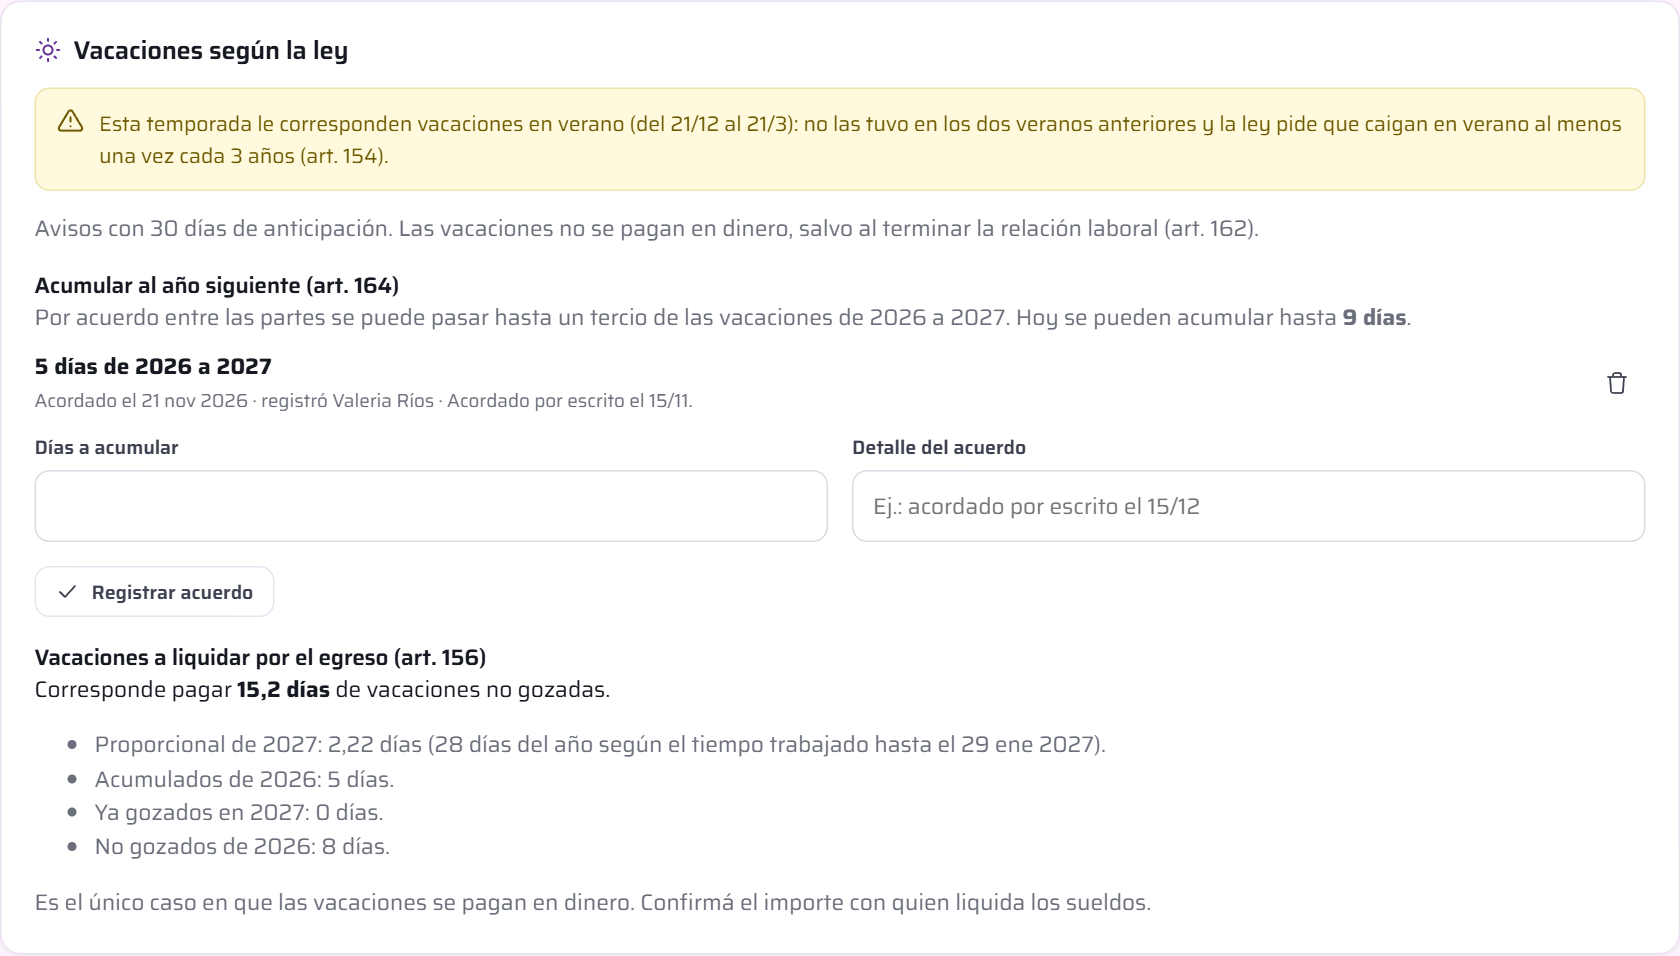 Vacaciones según la ley
Esta temporada le corresponden vacaciones en verano (del 21/12 al 21/3): no las tuvo en los dos veranos anteriores y la ley pide que caigan en verano al menos
una vez cada 3 años (art. 154).
Avisos con 30 días de anticipación. Las vacaciones no se pagan en dinero, salvo al terminar la relación laboral (art. 162).
Acumular al año siguiente (art. 164)
Por acuerdo entre las partes se puede pasar hasta un tercio de las vacaciones de 2026 a 2027. Hoy se pueden acumular hasta 9 días.
5 días de 2026 a 2027
Acordado el 21 nov 2026 · registró Valeria Ríos · Acordado por escrito el 15/11.
Días a acumular
Detalle del acuerdo
Ej.: acordado por escrito el 15/12
Registrar acuerdo
Vacaciones a liquidar por el egreso (art. 156)
Corresponde pagar 15,2 días de vacaciones no gozadas.
• Proporcional de 2027: 2,22 días (28 días del año según el tiempo trabajado hasta el 29 ene 2027).
• Acumulados de 2026: 5 días.
• Ya gozados en 2027: 0 días.
• No gozados de 2026: 8 días.
Es el único caso en que las vacaciones se pagan en dinero. Confirmá el importe con quien liquida los sueldos.